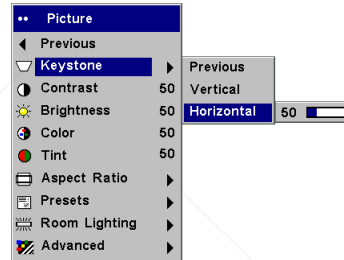 Picture
Previous
Keystone
Contrast 50
Brightness 50
Color 50
Tint 50
Aspect Ratio
Presets
Room Lighting
Advanced
Previous
Vertical
Horizontal 50